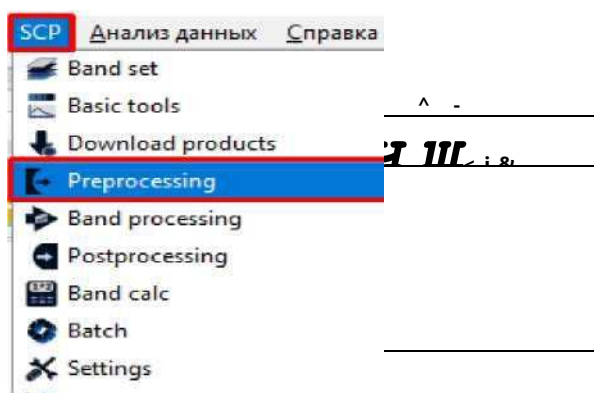 SCP Анализ данных Справка
Band set
Basic tools
^ -
Download products
Preprocessing
Band processing
Postprocessing
Band calc
Batch
Settings